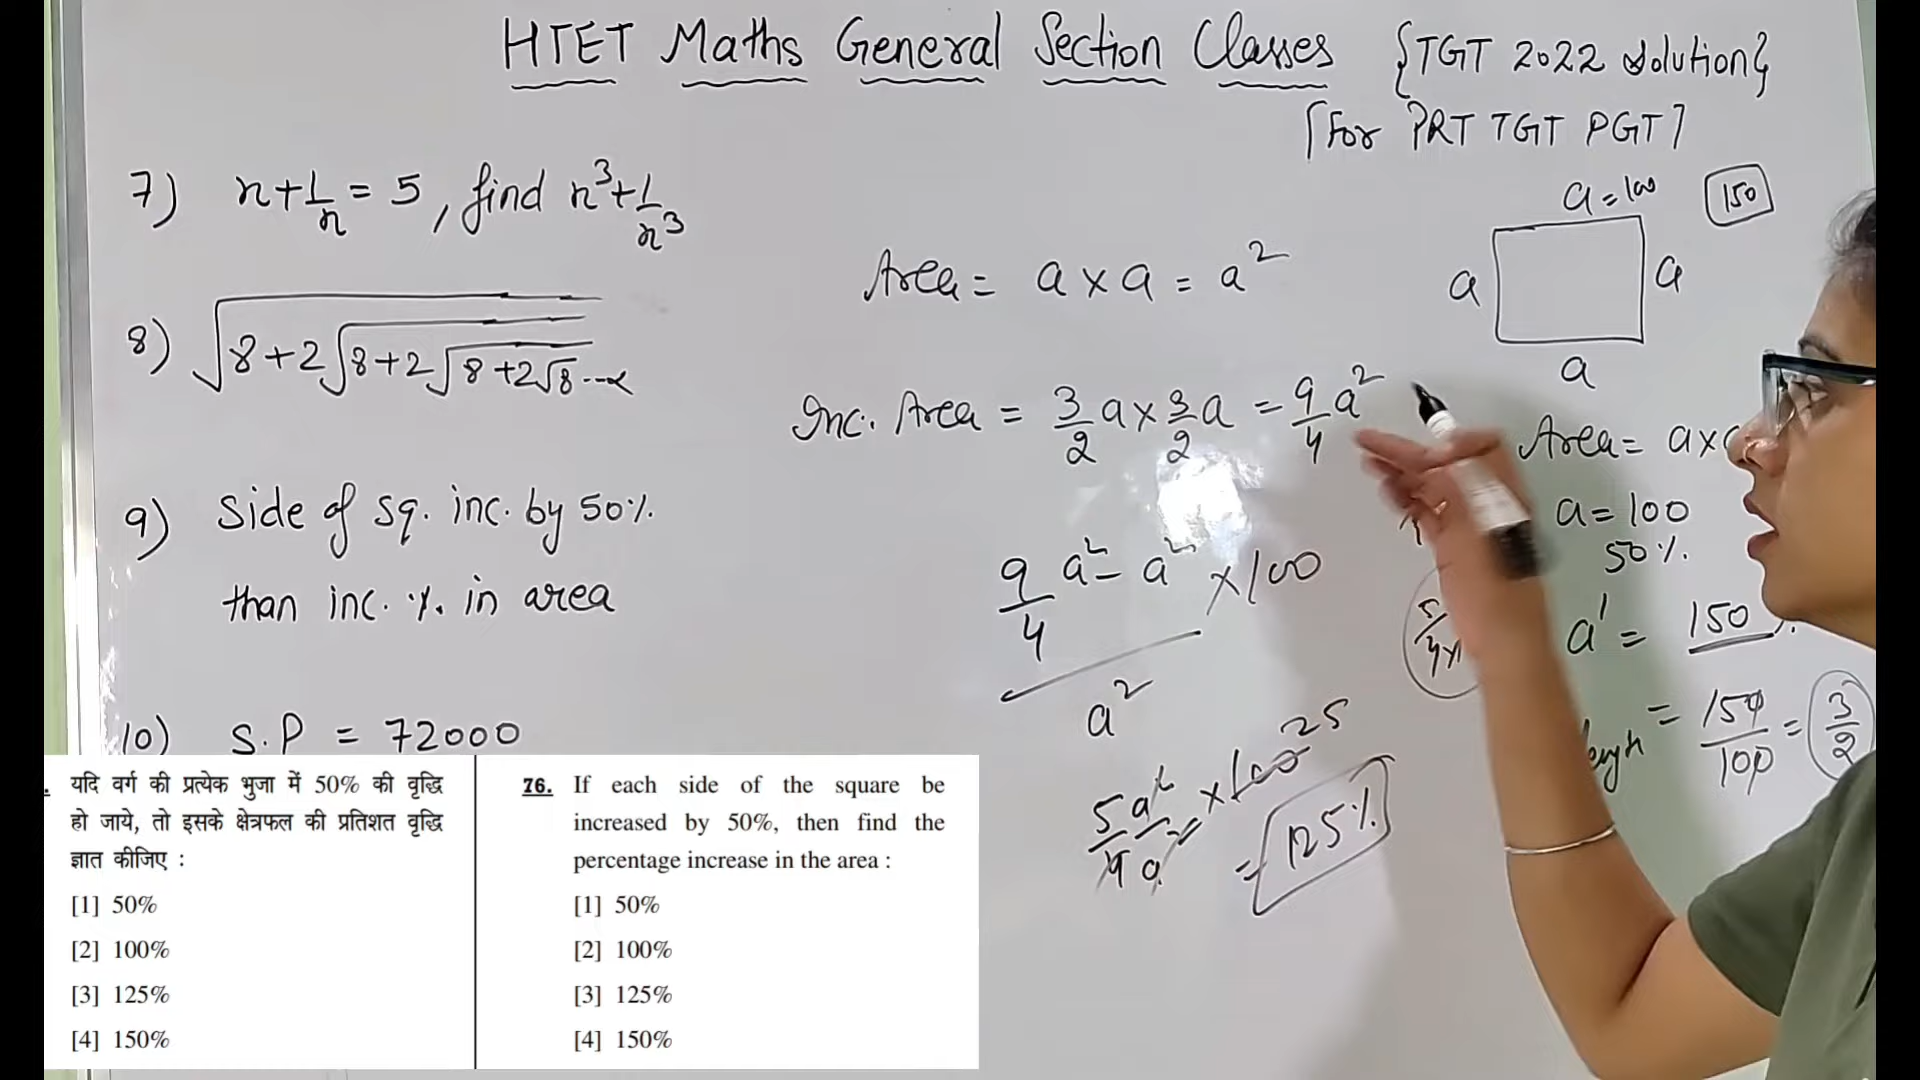 HTET Maths General Section Classes {TGT 2022 Solution}
[For PRT TGT PGT]
7) x+1/x = 5, find x³+1/x³
8) √8+2√8+2√8+2√8--∝
9) Side of sq. inc. by 50%
than inc. %. in area
10) S.P = 72000
Area = a × a = a²
Inc. Area = 3/2 a × 3/2 a = 9/4 a²
9/4 a² - a² × 100
a²
5a²/4a² × 100 25
= 125%
a = 100 150
a
a
a
Area = a×
a = 100
50%.
a' = 150
= 150/100 = 3/2
यदि वर्ग की प्रत्येक भुजा में 50% की वृद्धि
हो जाये, तो इसके क्षेत्रफल की प्रतिशत वृद्धि
ज्ञात कीजिए :
[1] 50%
[2] 100%
[3] 125%
[4] 150%
76. If each side of the square be
increased by 50%, then find the
percentage increase in the area :
[1] 50%
[2] 100%
[3] 125%
[4] 150%